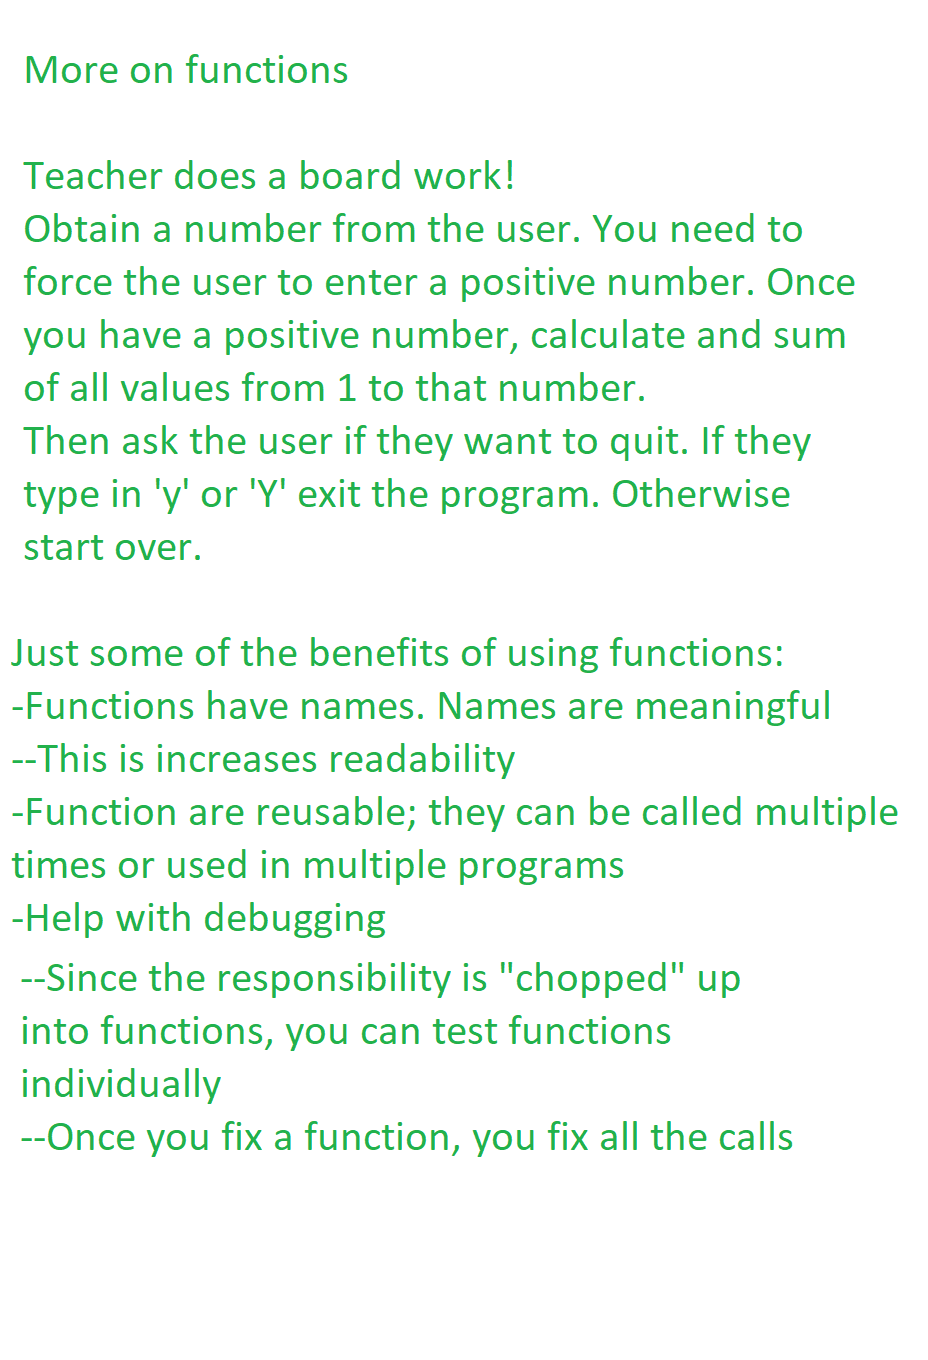 More on functions
Teacher does a board work!
Obtain a number from the user. You need to
force the user to enter a positive number. Once
you have a positive number, calculate and sum
of all values from 1 to that number.
Then ask the user if they want to quit. If they
type in 'y' or 'Y' exit the program. Otherwise
start over.
Just some of the benefits of using functions:
-Functions have names. Names are meaningful
--This is increases readability
-Function are reusable; they can be called multiple
times or used in multiple programs
-Help with debugging
--Since the responsibility is "chopped" up
into functions, you can test functions
individually
--Once you fix a function, you fix all the calls